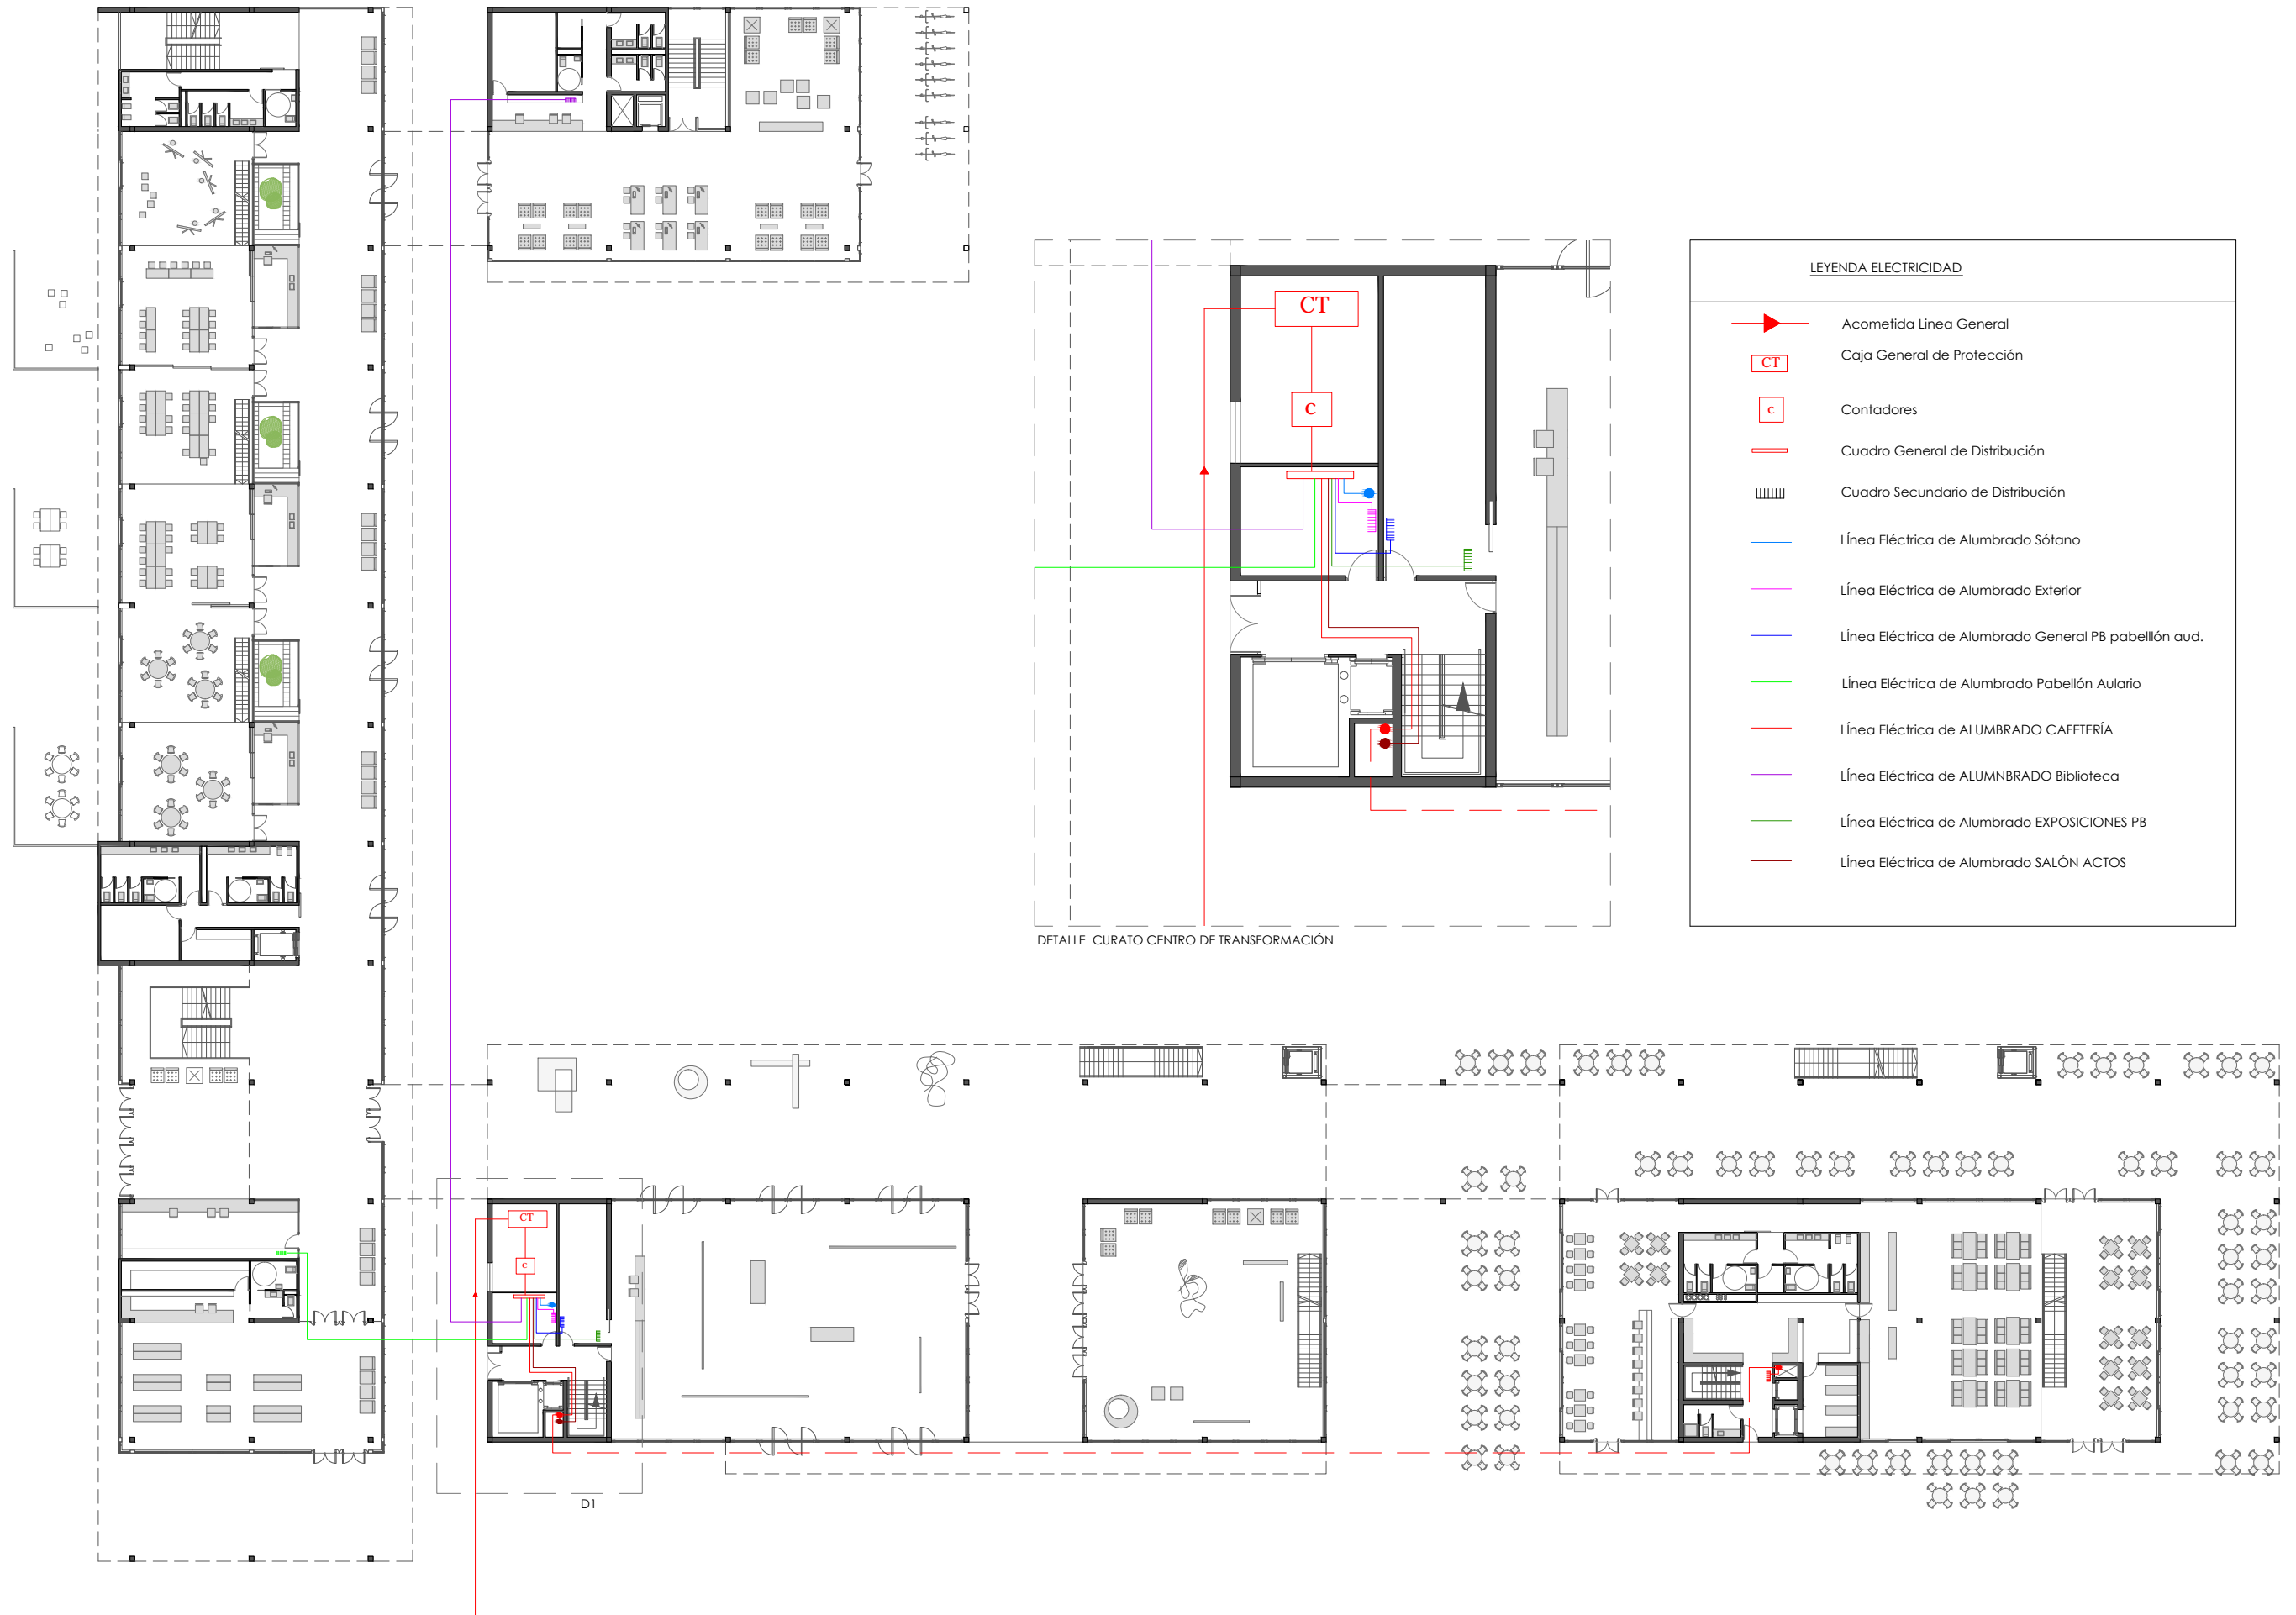 LEYENDA ELECTRICIDAD
Acometida Linea General
CT
Caja General de Protección
C
Contadores
Cuadro General de Distribución
Cuadro Secundario de Distribución
Línea Eléctrica de Alumbrado Sótano
Línea Eléctrica de Alumbrado Exterior
Línea Eléctrica de Alumbrado General PB pabelllón aud.
Línea Eléctrica de Alumbrado Pabellón Aulario
Línea Eléctrica de ALUMBRADO CAFETERÍA
Línea Eléctrica de ALUMNBRADO Biblioteca
Línea Eléctrica de Alumbrado EXPOSICIONES PB
Línea Eléctrica de Alumbrado SALÓN ACTOS
CT
C
DETALLE CURATO CENTRO DE TRANSFORMACIÓN
CT
C
D1